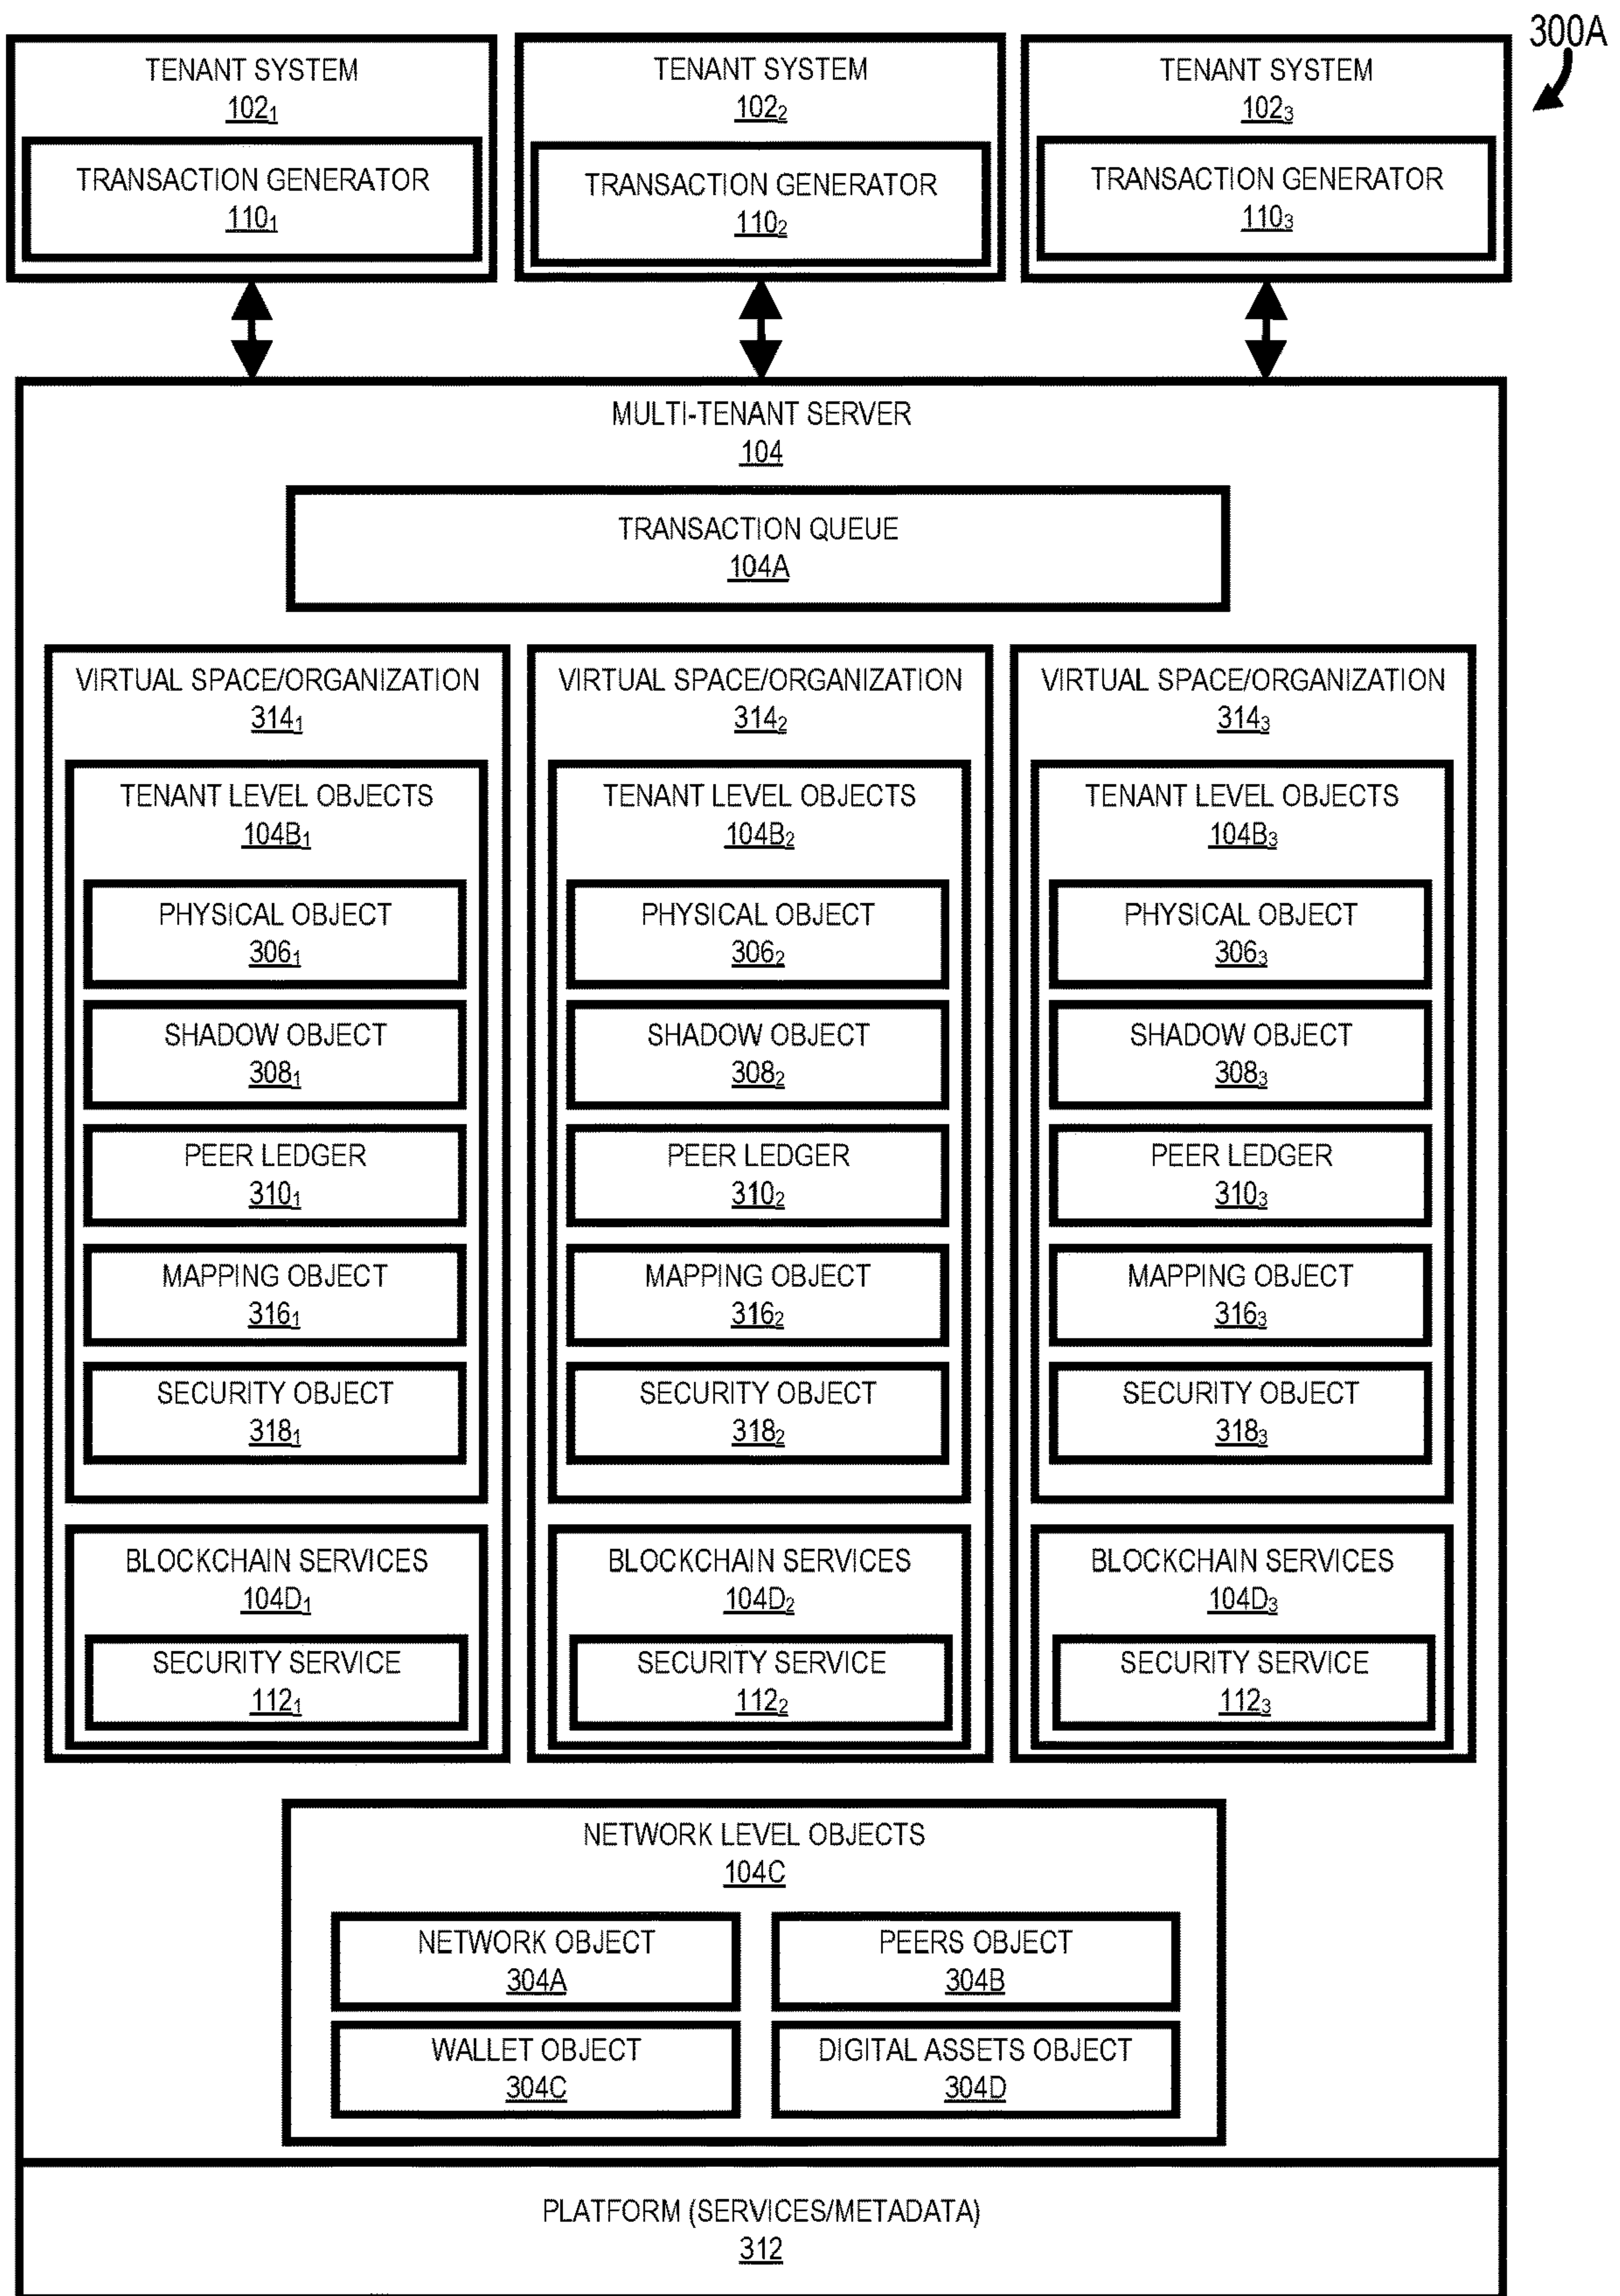 300A
TENANT SYSTEM
102₁
TRANSACTION GENERATOR
110₁
TENANT SYSTEM
102₂
TRANSACTION GENERATOR
110₂
TENANT SYSTEM
102₃
TRANSACTION GENERATOR
110₃
MULTI-TENANT SERVER
104
TRANSACTION QUEUE
104A
VIRTUAL SPACE/ORGANIZATION
314₁
TENANT LEVEL OBJECTS
104B₁
PHYSICAL OBJECT
306₁
SHADOW OBJECT
308₁
PEER LEDGER
310₁
MAPPING OBJECT
316₁
SECURITY OBJECT
318₁
BLOCKCHAIN SERVICES
104D₁
SECURITY SERVICE
112₁
VIRTUAL SPACE/ORGANIZATION
314₂
TENANT LEVEL OBJECTS
104B₂
PHYSICAL OBJECT
306₂
SHADOW OBJECT
308₂
PEER LEDGER
310₂
MAPPING OBJECT
316₂
SECURITY OBJECT
318₂
BLOCKCHAIN SERVICES
104D₂
SECURITY SERVICE
112₂
VIRTUAL SPACE/ORGANIZATION
314₃
TENANT LEVEL OBJECTS
104B₃
PHYSICAL OBJECT
306₃
SHADOW OBJECT
308₃
PEER LEDGER
310₃
MAPPING OBJECT
316₃
SECURITY OBJECT
318₃
BLOCKCHAIN SERVICES
104D₃
SECURITY SERVICE
112₃
NETWORK LEVEL OBJECTS
104C
NETWORK OBJECT
304A
PEERS OBJECT
304B
WALLET OBJECT
304C
DIGITAL ASSETS OBJECT
304D
PLATFORM (SERVICES/METADATA)
312